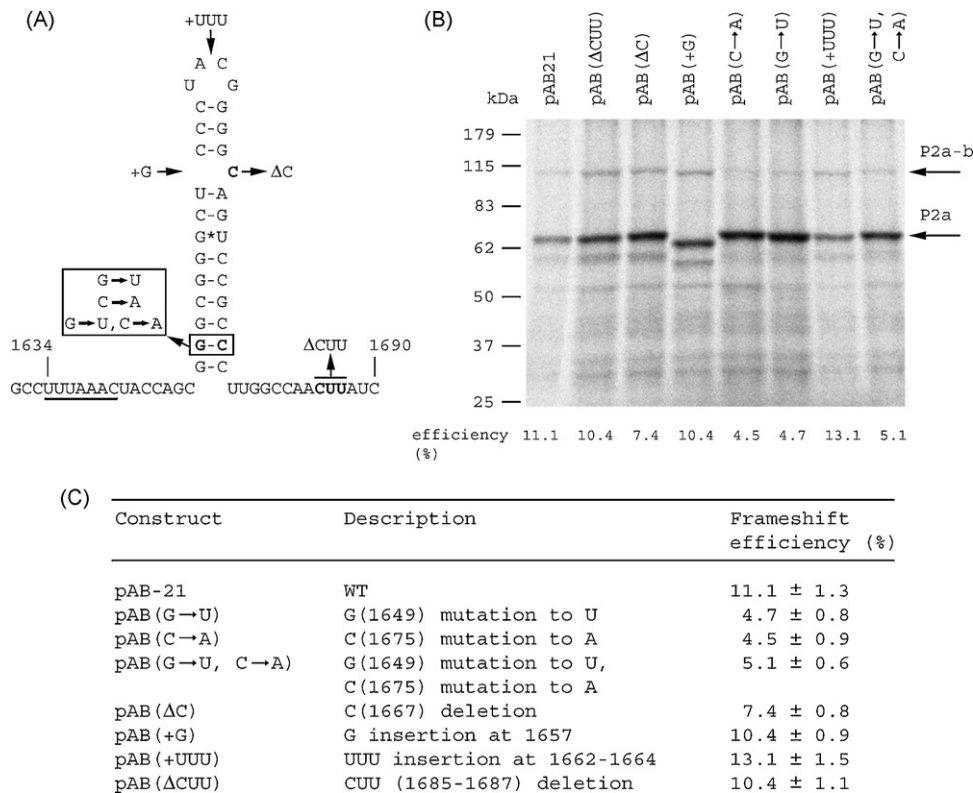 (A)
+UUU
A C
U G
C-G
C-G
C-G
+G C ΔC
U-A
C-G
G*U
G-C
G-C
C-G
G-C
G-C
G-C
G→U
C→A
G→U,C→A
1634 ΔCUU 1690
GCCUUUAAACUACCAGC UUGGCCAACUUAUC
(B)
kDa pAB21 pAB(ΔCUU) pAB(ΔC) pAB(+G) pAB(C→A) pAB(G→U) pAB(+UUU) pAB(G→U, C→A)
179
115
83
62
50
37
25
P2a-b
P2a
efficiency 11.1 10.4 7.4 10.4 4.5 4.7 13.1 5.1
(%)
(C)
Construct Description Frameshift
efficiency (%)
pAB-21 WT 11.1 ± 1.3
pAB(G→U) G(1649) mutation to U 4.7 ± 0.8
pAB(C→A) C(1675) mutation to A 4.5 ± 0.9
pAB(G→U, C→A) G(1649) mutation to U, 5.1 ± 0.6
C(1675) mutation to A
pAB(ΔC) C(1667) deletion 7.4 ± 0.8
pAB(+G) G insertion at 1657 10.4 ± 0.9
pAB(+UUU) UUU insertion at 1662-1664 13.1 ± 1.5
pAB(ΔCUU) CUU (1685-1687) deletion 10.4 ± 1.1